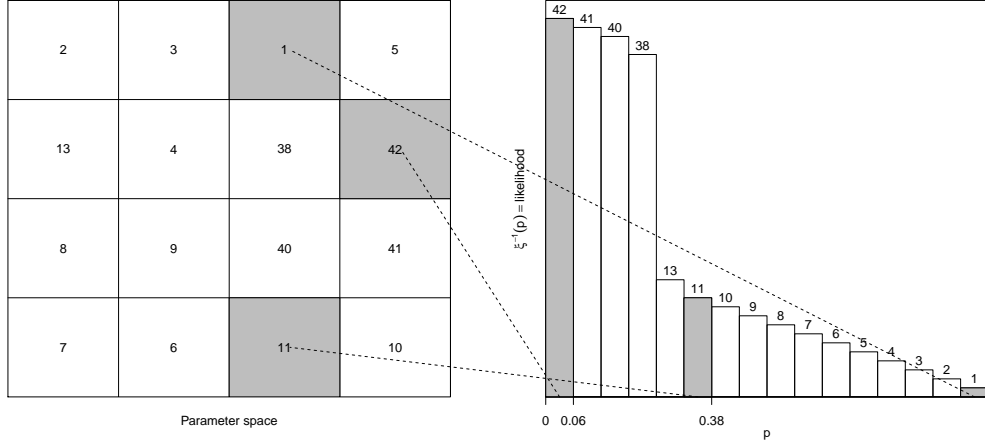 2 3 1 5
13 4 38 42
8 9 40 41
7 6 11 10
Parameter space
ξ⁻¹(p) = likelihood
42 41 40 38 13 11 10 9 8 7 6 5 4 3 2 1
0 0.06 0.38
p